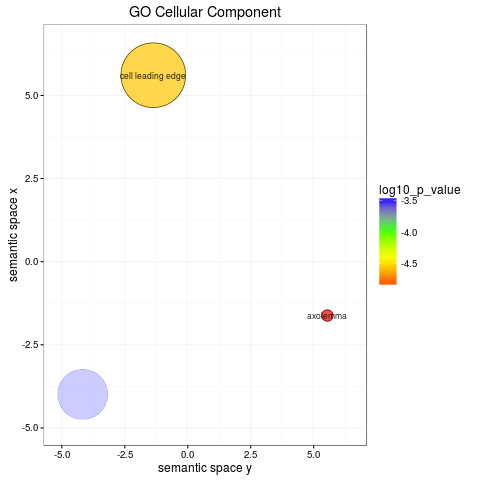 GO Cellular Component
cell leading edge
axolemma
5.0
2.5
0.0
-2.5
-5.0
semantic space x
-5.0
-2.5
0.0
2.5
5.0
semantic space y
log10_p_value
-3.5
-4.0
-4.5